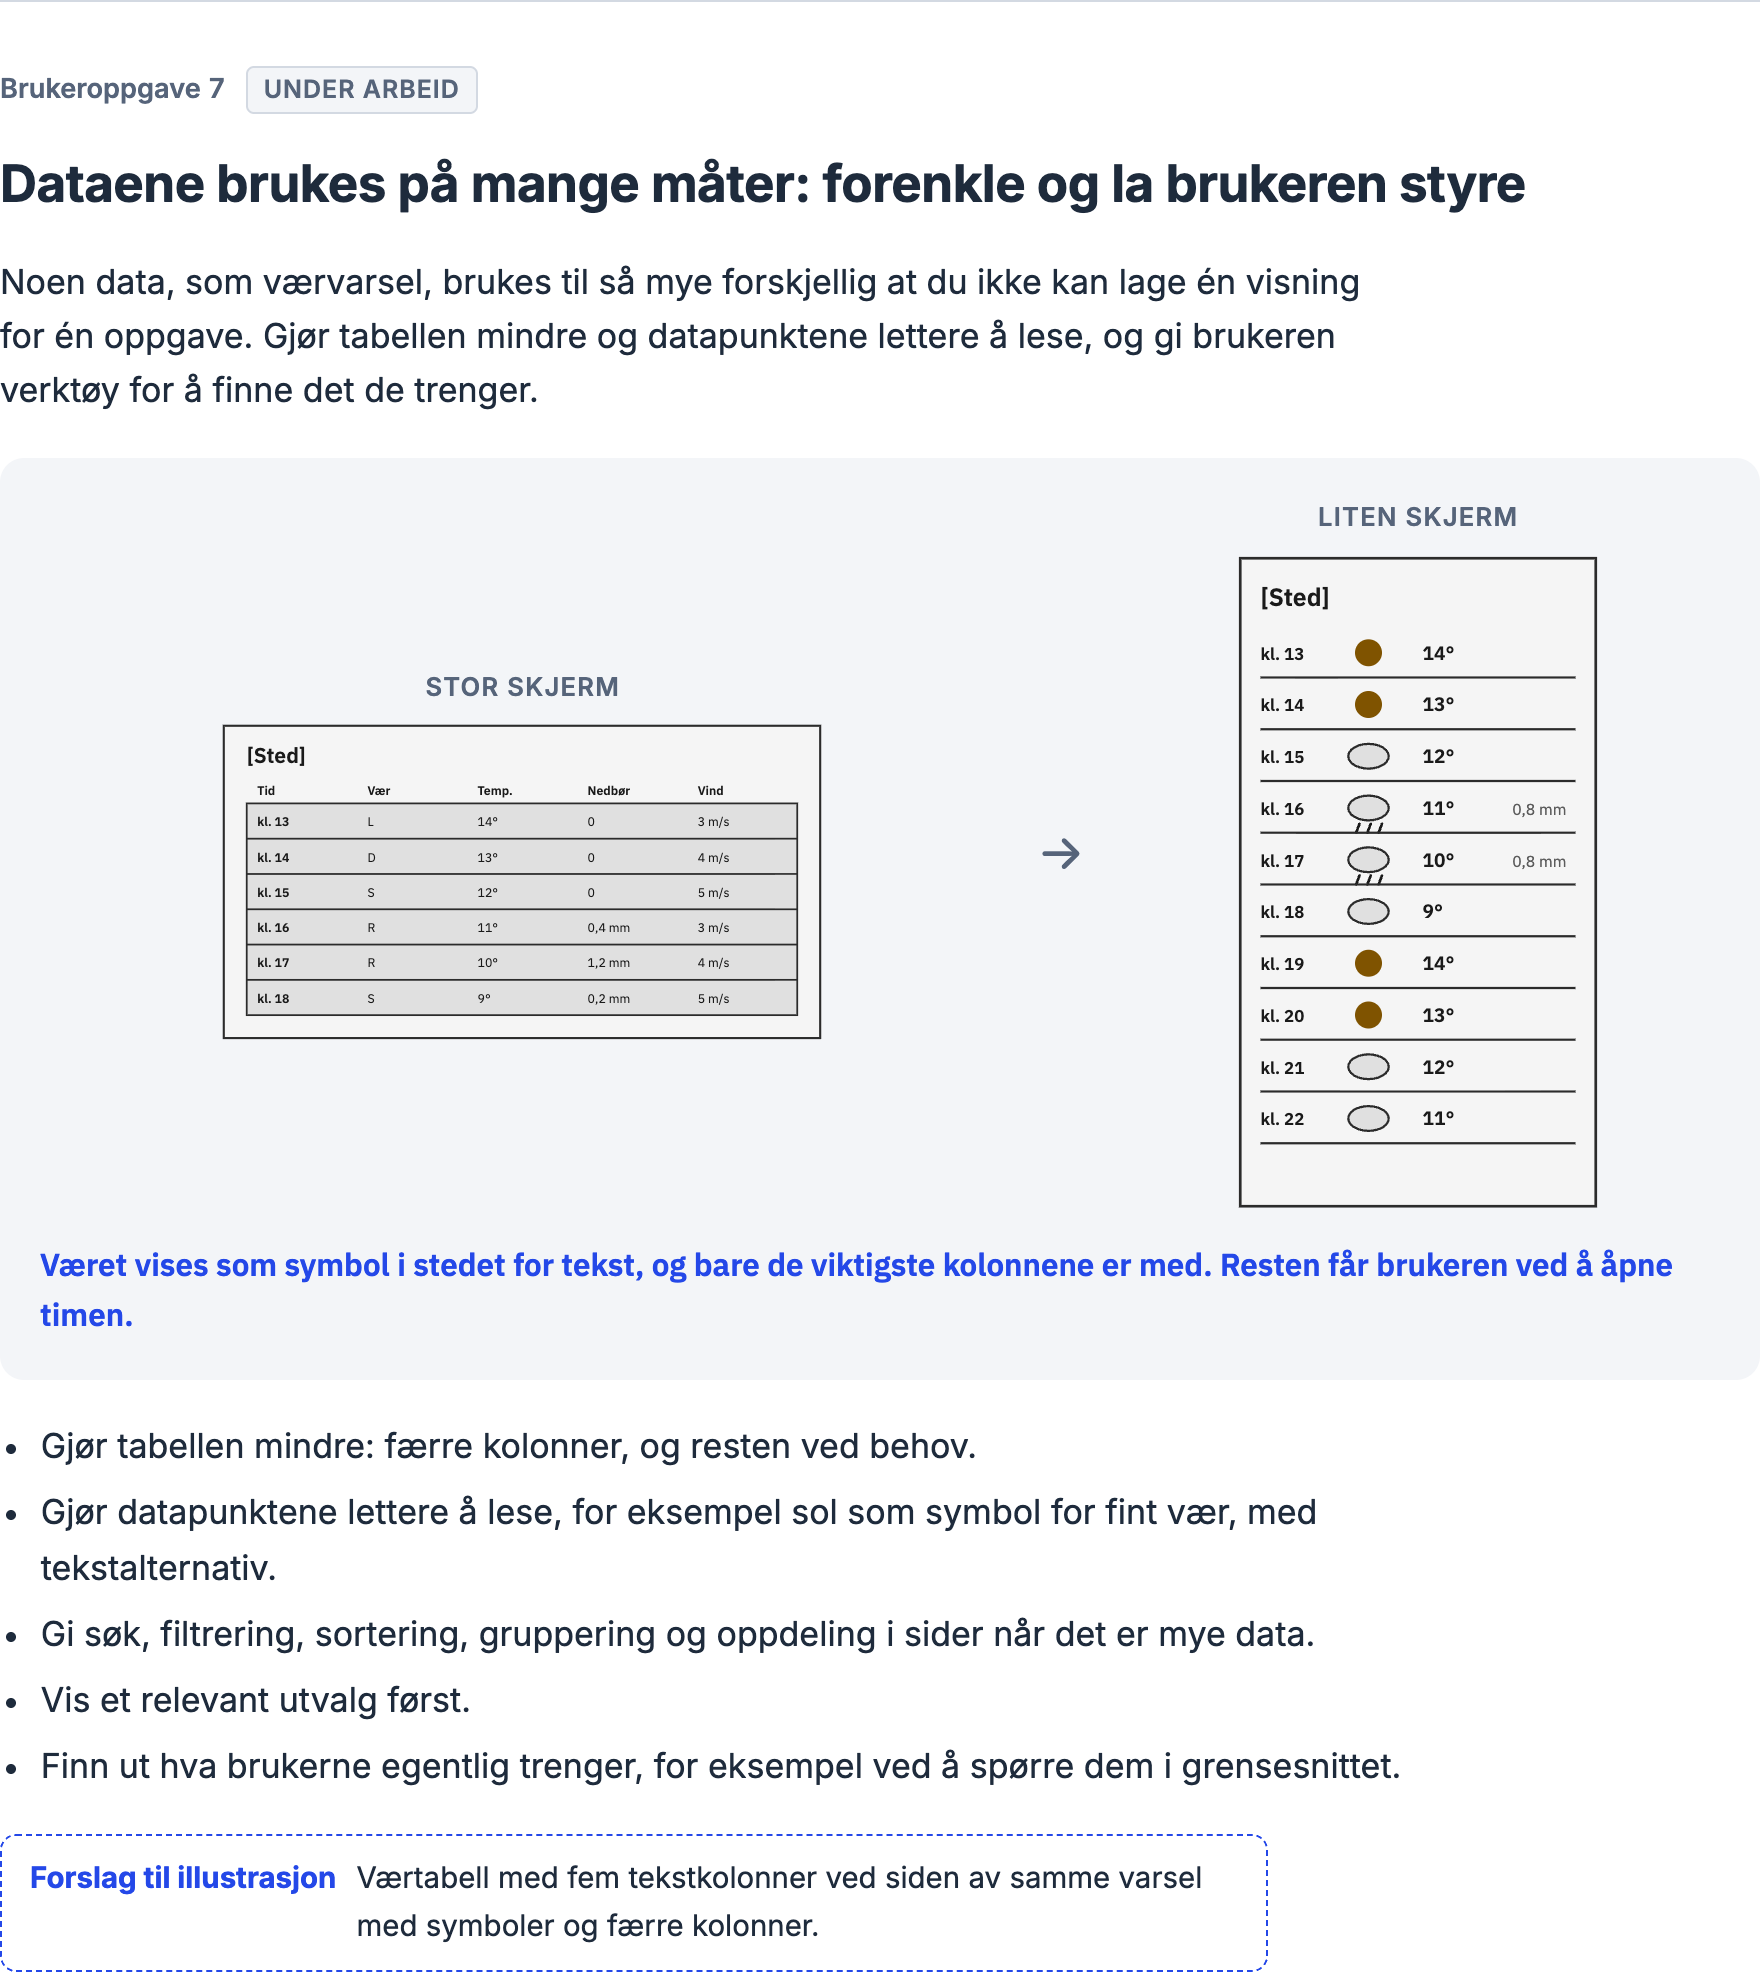 Brukeroppgave 7 UNDER ARBEID
Dataene brukes på mange måter: forenkle og la brukeren styre
Noen data, som værvarsel, brukes til så mye forskjellig at du ikke kan lage én visning
for én oppgave. Gjør tabellen mindre og datapunktene lettere å lese, og gi brukeren
verktøy for å finne det de trenger.
STOR SKJERM
[Sted]
Tid Vær Temp. Nedbør Vind
kl. 13 L 14° 0 3 m/s
kl. 14 D 13° 0 4 m/s
kl. 15 S 12° 0 5 m/s
kl. 16 R 11° 0,4 mm 3 m/s
kl. 17 R 10° 1,2 mm 4 m/s
kl. 18 S 9° 0,2 mm 5 m/s
→
LITEN SKJERM
[Sted]
kl. 13 14°
kl. 14 13°
kl. 15 12°
kl. 16 11° 0,8 mm
kl. 17 10° 0,8 mm
kl. 18 9°
kl. 19 14°
kl. 20 13°
kl. 21 12°
kl. 22 11°
Været vises som symbol i stedet for tekst, og bare de viktigste kolonnene er med. Resten får brukeren ved å åpne
timen.
• Gjør tabellen mindre: færre kolonner, og resten ved behov.
• Gjør datapunktene lettere å lese, for eksempel sol som symbol for fint vær, med
tekstalternativ.
• Gi søk, filtrering, sortering, gruppering og oppdeling i sider når det er mye data.
• Vis et relevant utvalg først.
• Finn ut hva brukerne egentlig trenger, for eksempel ved å spørre dem i grensesnittet.
Forslag til illustrasjon Værtabell med fem tekstkolonner ved siden av samme varsel
med symboler og færre kolonner.